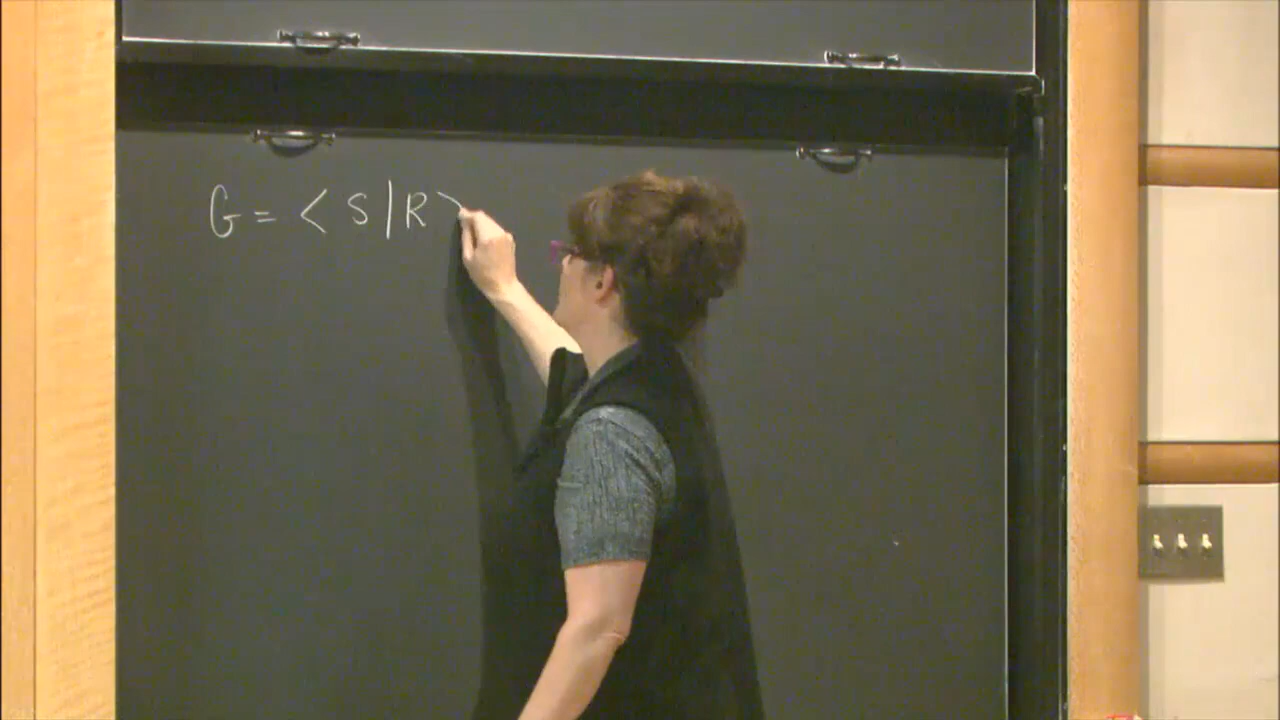 G = < S | R >